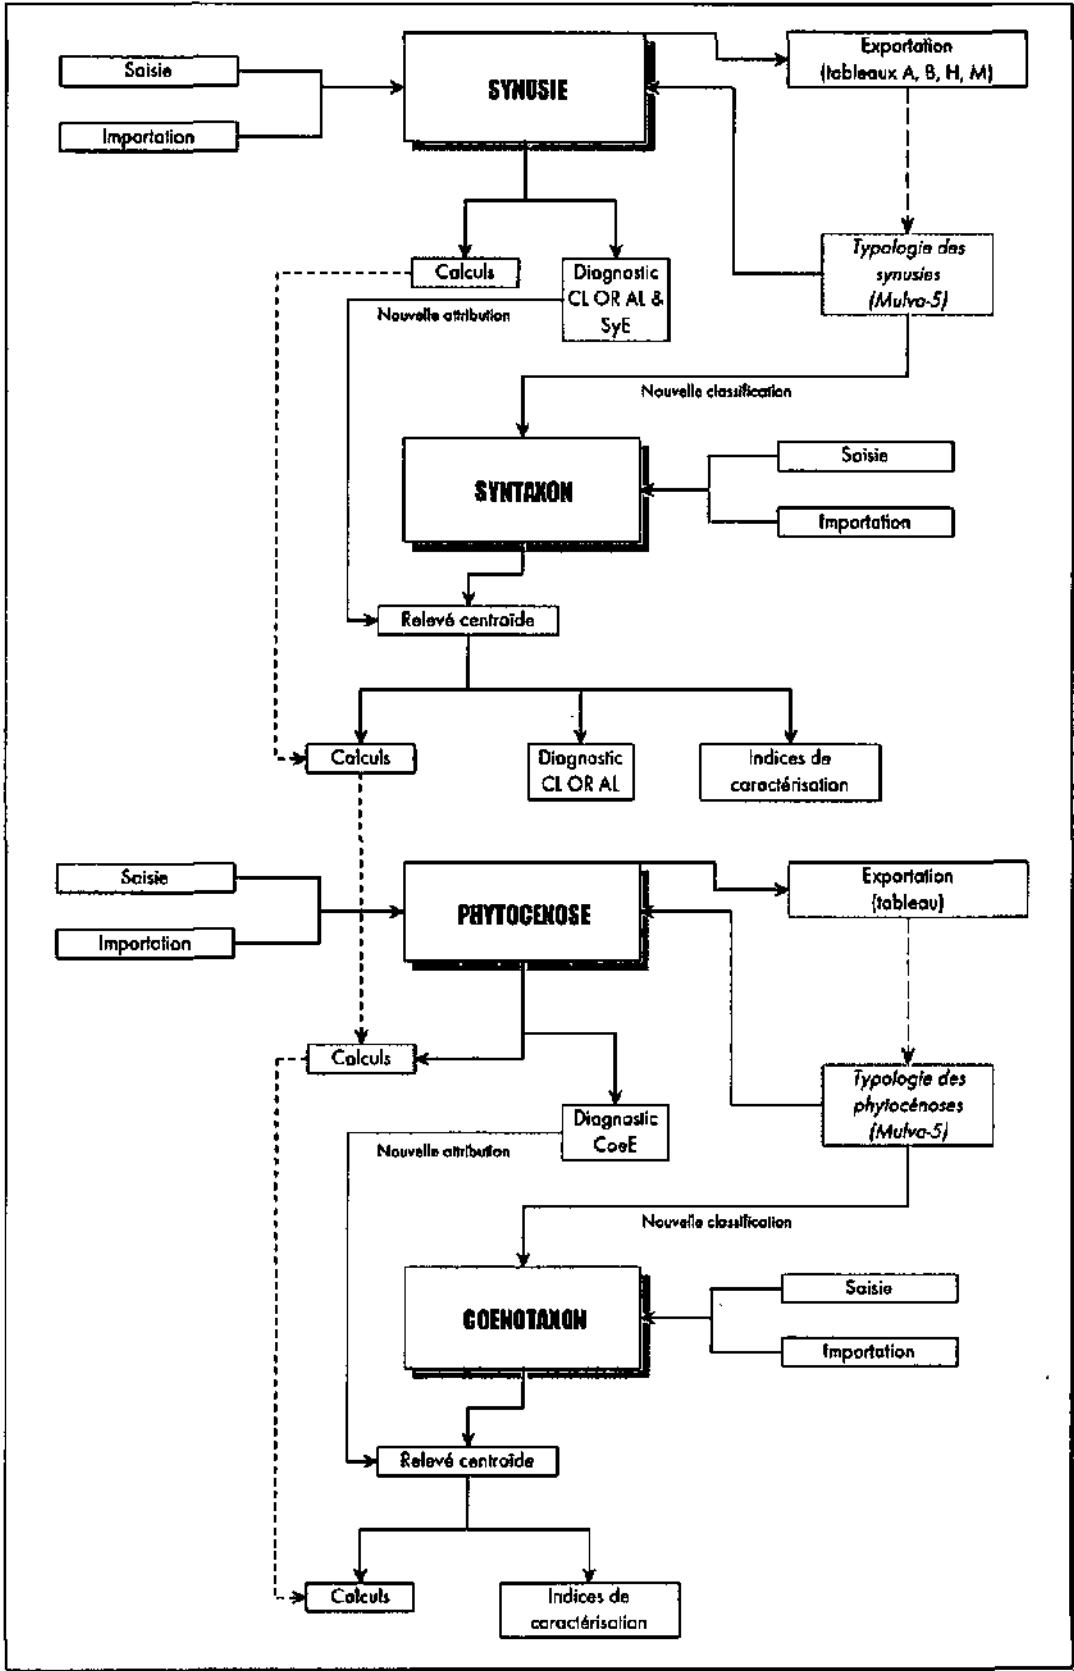 Saisie
Importation
SYNUSIE
Exportation
(tableaux A, B, H, M)
Typologie des
synusies
(Mulva-5)
Calculs
Diagnostic
CL OR AL &
SyE
Nouvelle attribution
Nouvelle classification
SYNTAXON
Saisie
Importation
Relevé centroïde
Calculs
Diagnostic
CL OR AL
Indices de
caractérisation
Saisie
Importation
PHYTOCENOSE
Exportation
(tableau)
Calculs
Typologie des
phytocénoses
(Mulva-5)
Diagnostic
CoeE
Nouvelle attribution
Nouvelle classification
COENOTAXON
Saisie
Importation
Relevé centroïde
Calculs
Indices de
caractérisation